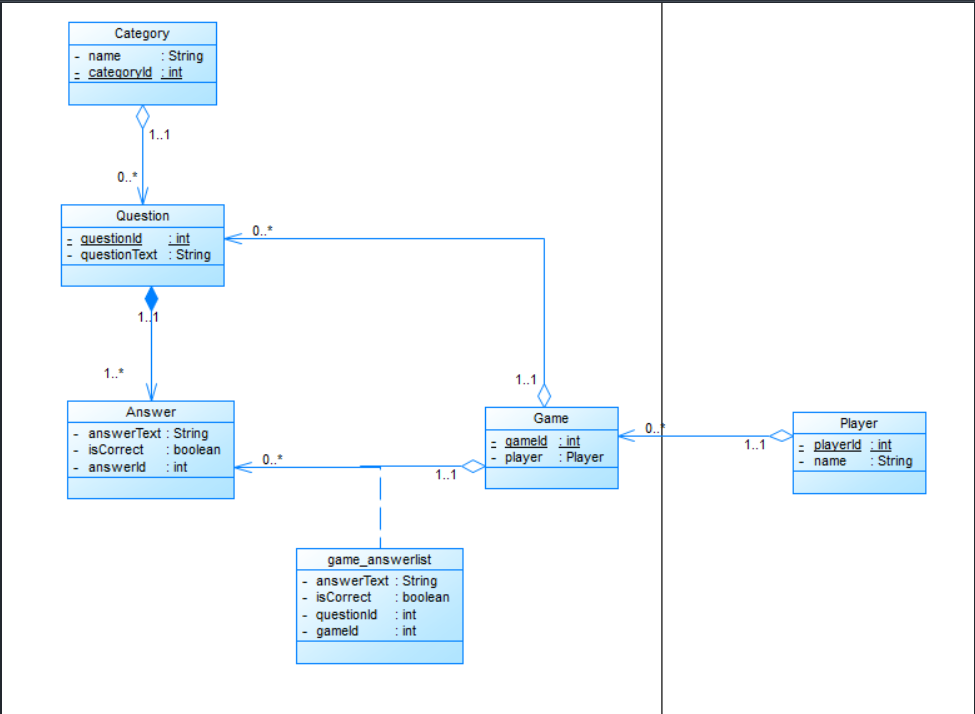 Category
- name : String
- categoryId : int
1..1
0..*
Question
- questionId : int
- questionText : String
0..*
1..1
1..*
Answer
- answerText : String
- isCorrect : boolean
- answerId : int
0..*
1..1
1..1
Game
- gameId : int
- player : Player
0..*
1..1
Player
- playerId : int
- name : String
game_answerlist
- answerText : String
- isCorrect : boolean
- questionId : int
- gameId : int